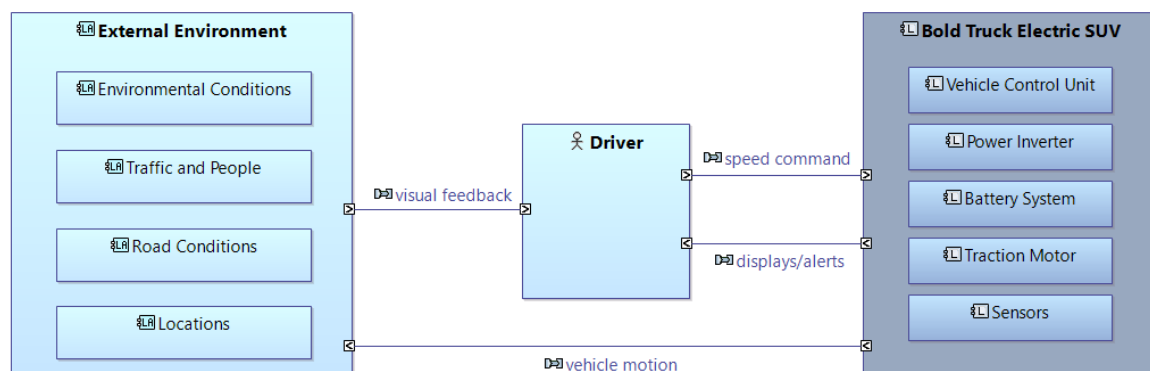 External Environment
Environmental Conditions
Traffic and People
Road Conditions
Locations
visual feedback
Driver
speed command
displays/alerts
vehicle motion
Bold Truck Electric SUV
Vehicle Control Unit
Power Inverter
Battery System
Traction Motor
Sensors